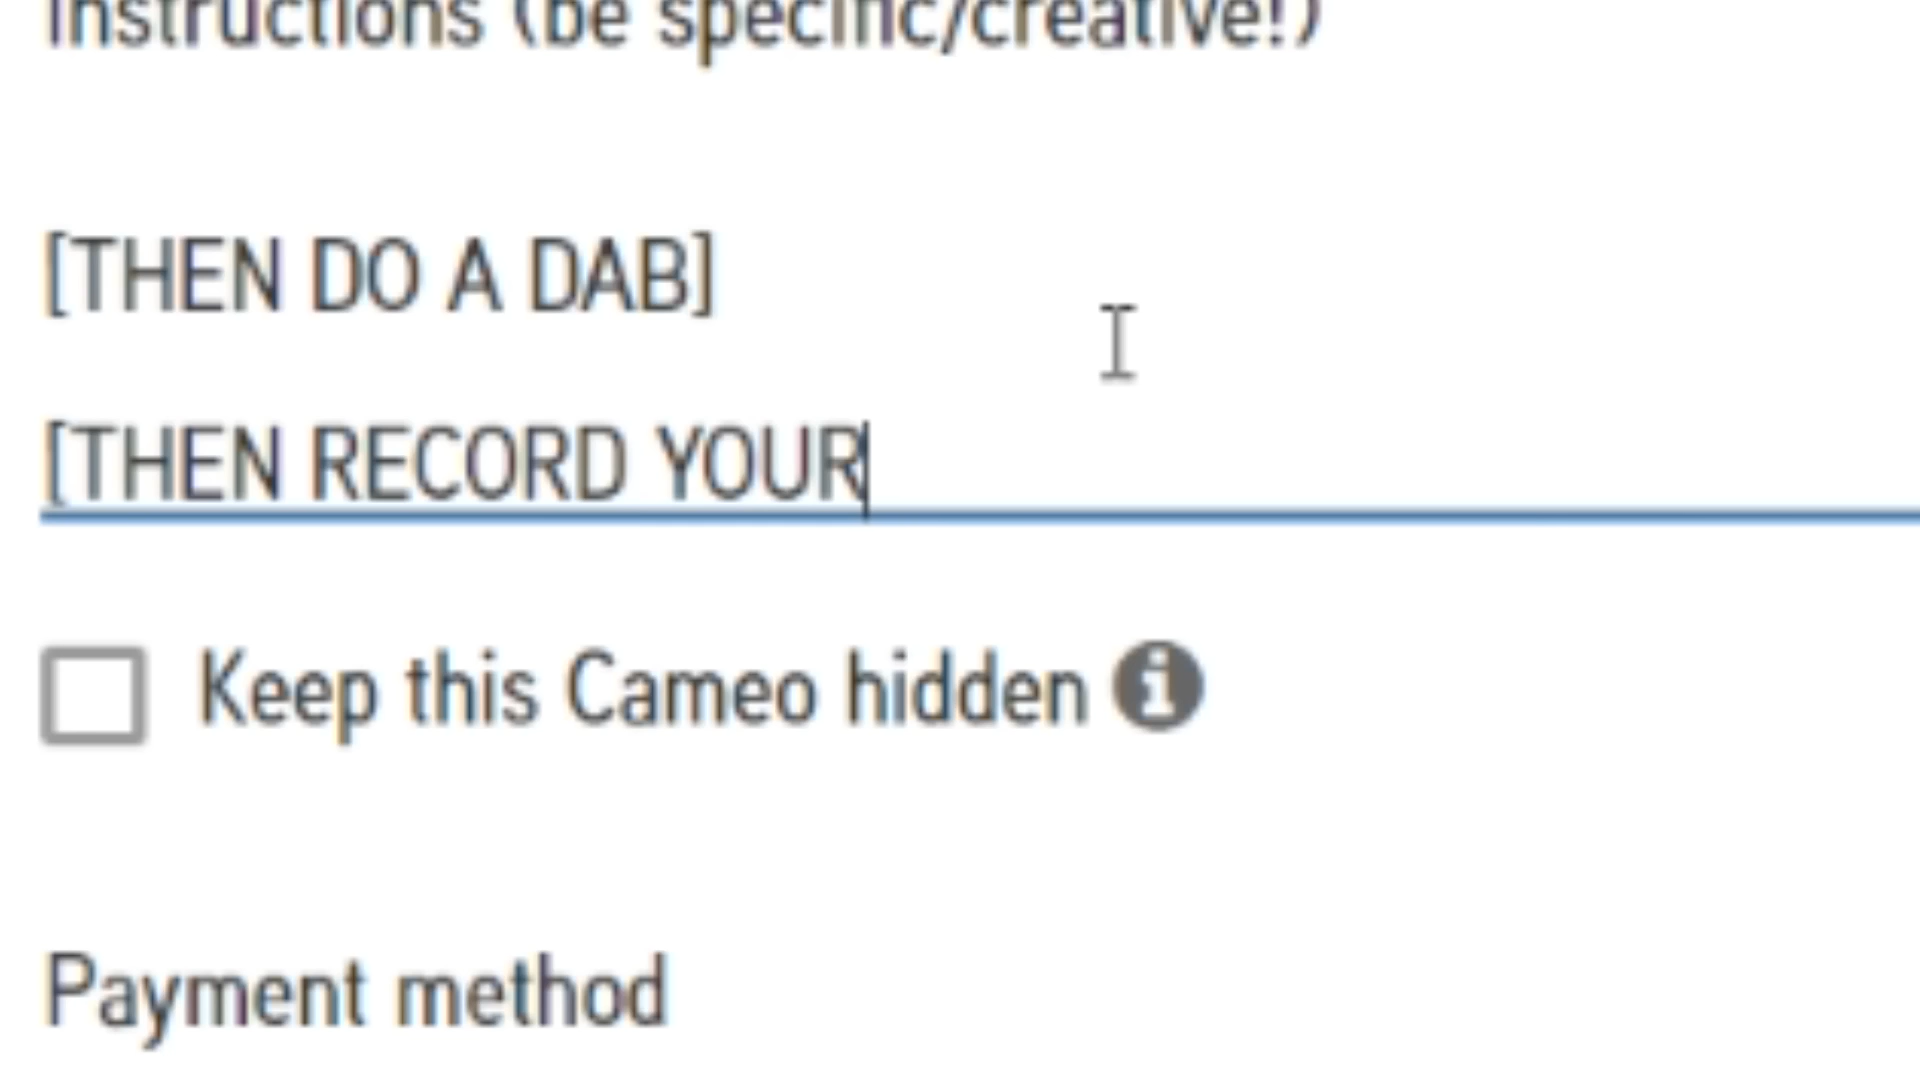 Instructions (be specific/creative!)
[THEN DO A DAB]
[THEN RECORD YOUR
Keep this Cameo hidden
Payment method